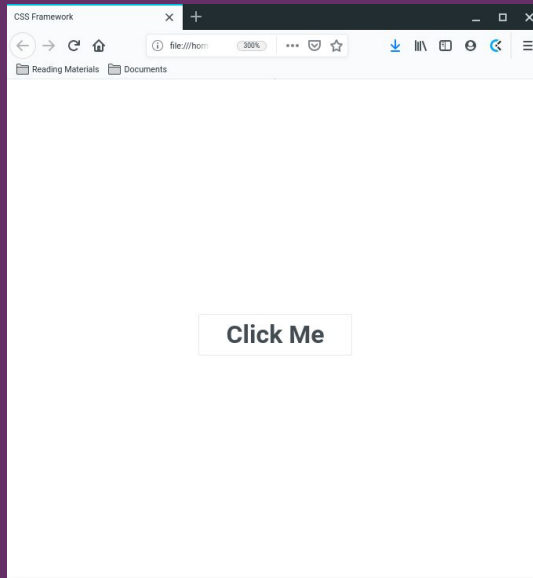 CSS Framework
file:///hom
300%
Reading Materials Documents
Click Me